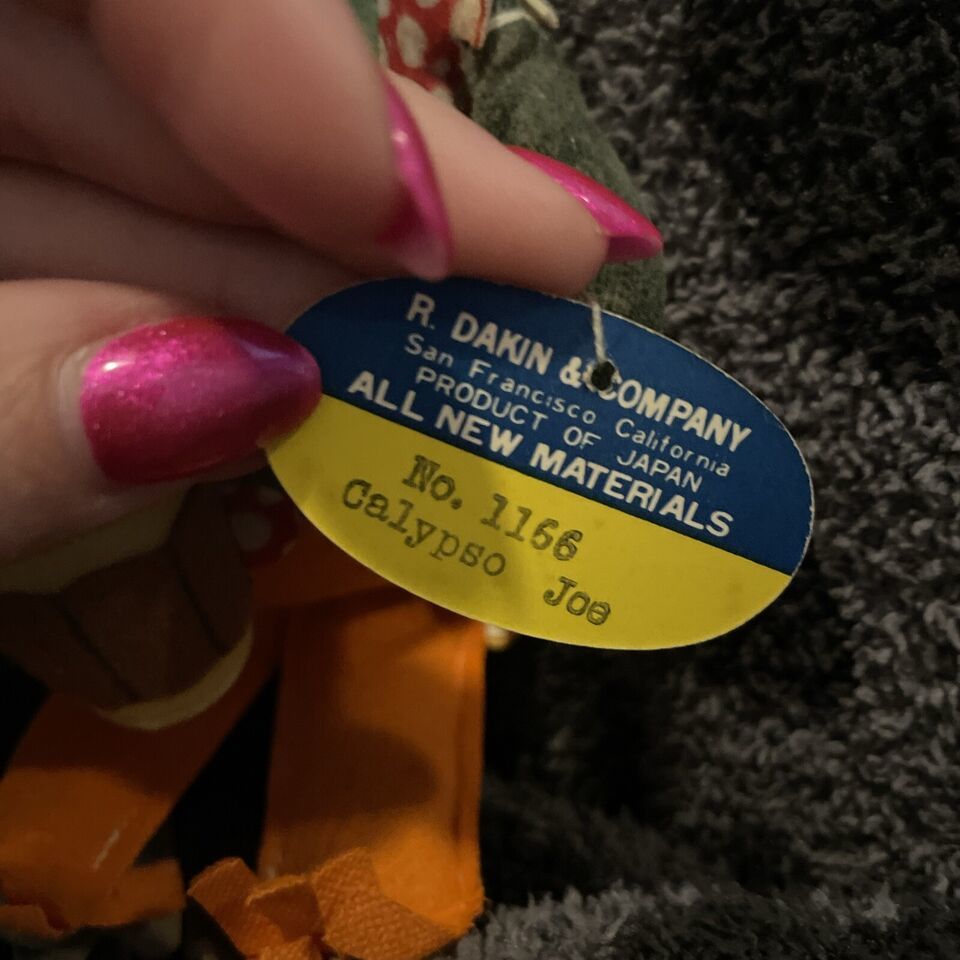 R. DAKIN & COMPANY
San Francisco California
PRODUCT OF JAPAN
ALL NEW MATERIALS
No. 1166
Calypso Joe